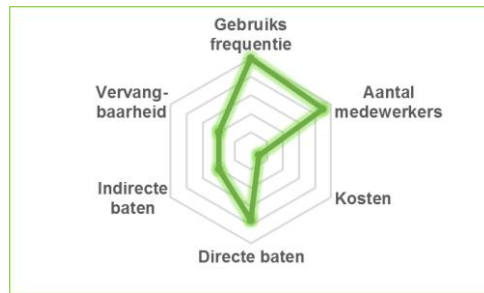 Gebruiks
frequentie
Aantal
medewerkers
Kosten
Directe baten
Indirecte
baten
Vervang-
baarheid